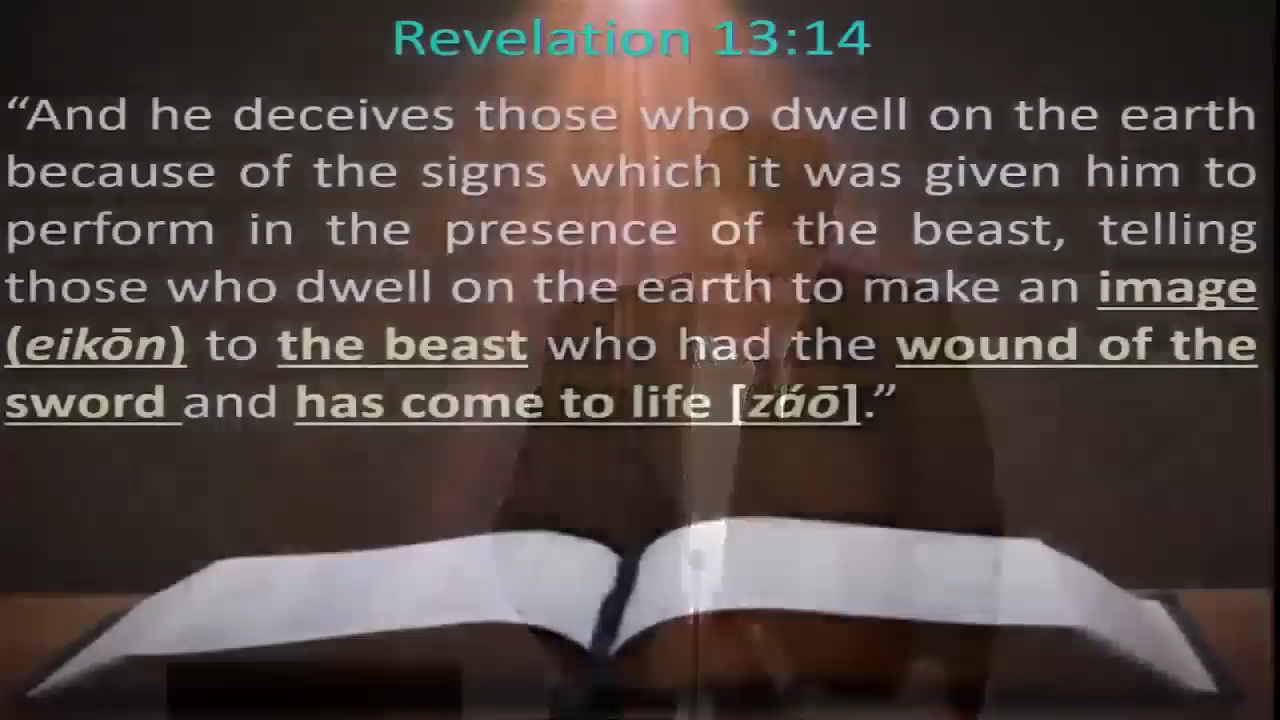 Revelation 13:14
“And he deceives those who dwell on the earth
because of the signs which it was given him to
perform in the presence of the beast, telling
those who dwell on the earth to make an image
(eikōn) to the beast who had the wound of the
sword and has come to life [záō].”